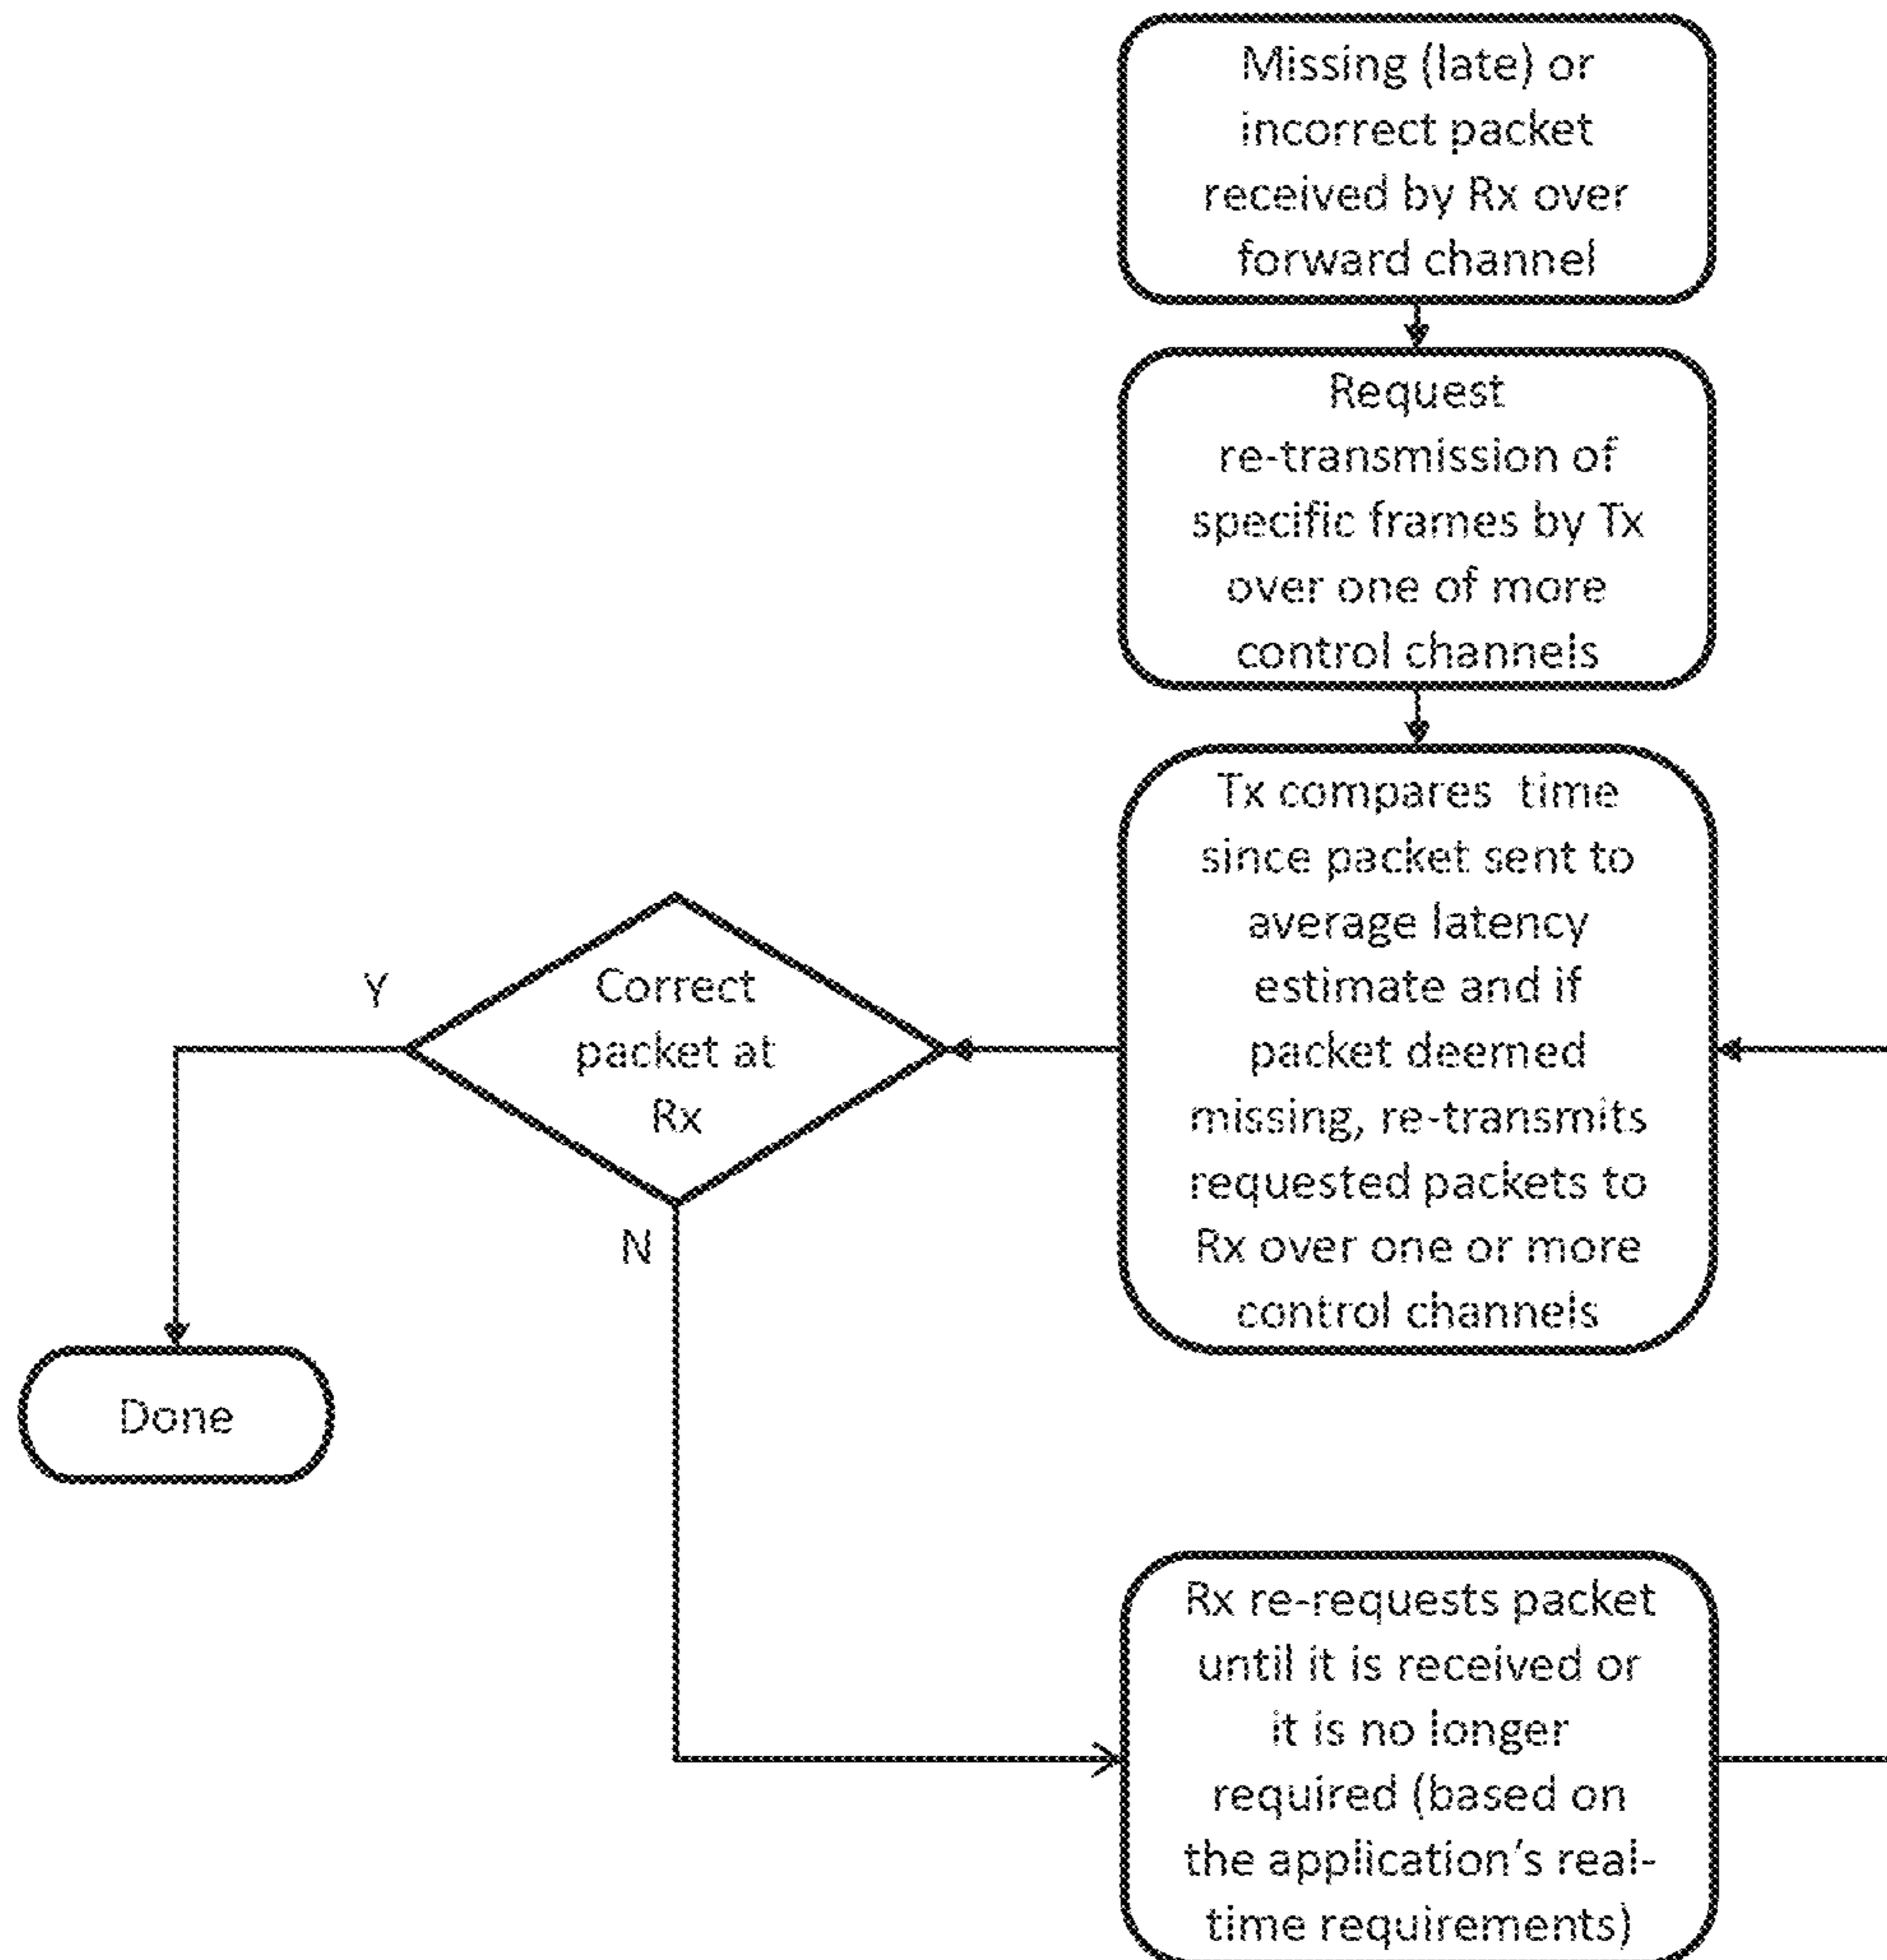 Missing (late) or
incorrect packet
received by Rx over
forward channel
Request
re-transmission of
specific frames by Tx
over one of more
control channels
Tx compares time
since packet sent to
average latency
estimate and if
packet deemed
missing, re-transmits
requested packets to
Rx over one or more
control channels
Y
Correct
packet at
Rx
N
Done
Rx re-requests packet
until it is received or
it is no longer
required (based on
the application's real-
time requirements)